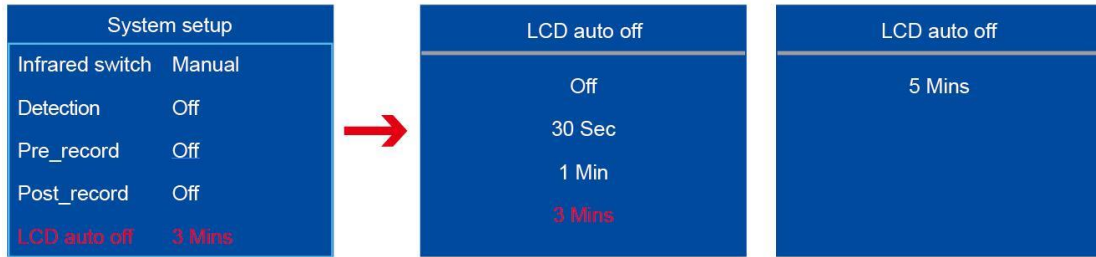 System setup
Infrared switch Manual
Detection Off
Pre_record Off
Post_record Off
LCD auto off 3 Mins
LCD auto off
Off
30 Sec
1 Min
3 Mins
LCD auto off
5 Mins